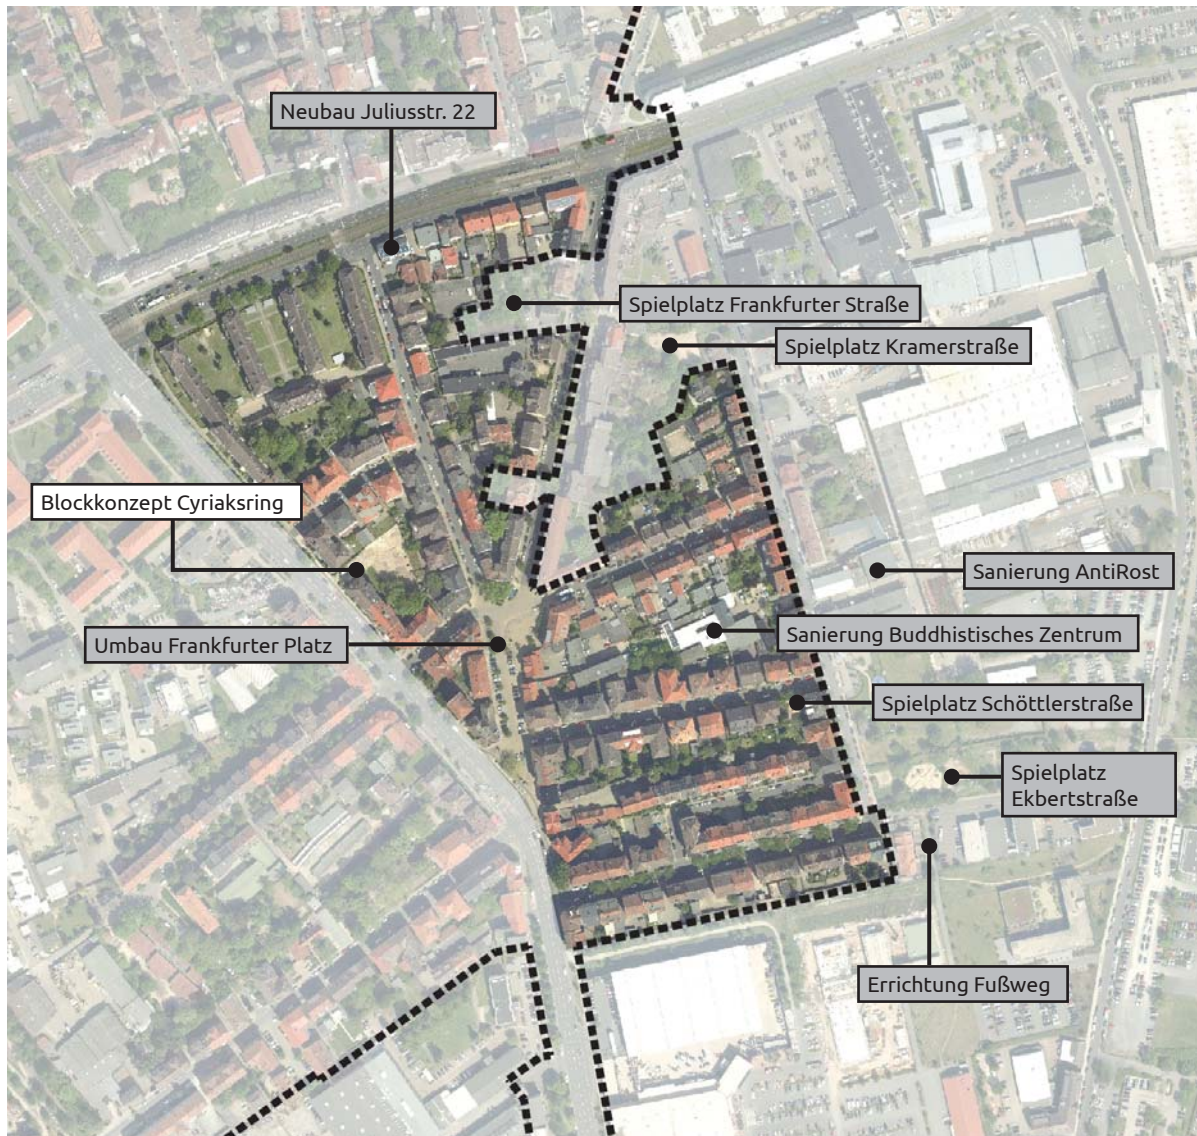 Neubau Juliusstr. 22
Spielplatz Frankfurter Straße
Spielplatz Kramerstraße
Blockkonzept Cyriaksring
Sanierung AntiRost
Umbau Frankfurter Platz
Sanierung Buddhistisches Zentrum
Spielplatz Schöttlerstraße
Spielplatz
Ekbertstraße
Errichtung Fußweg